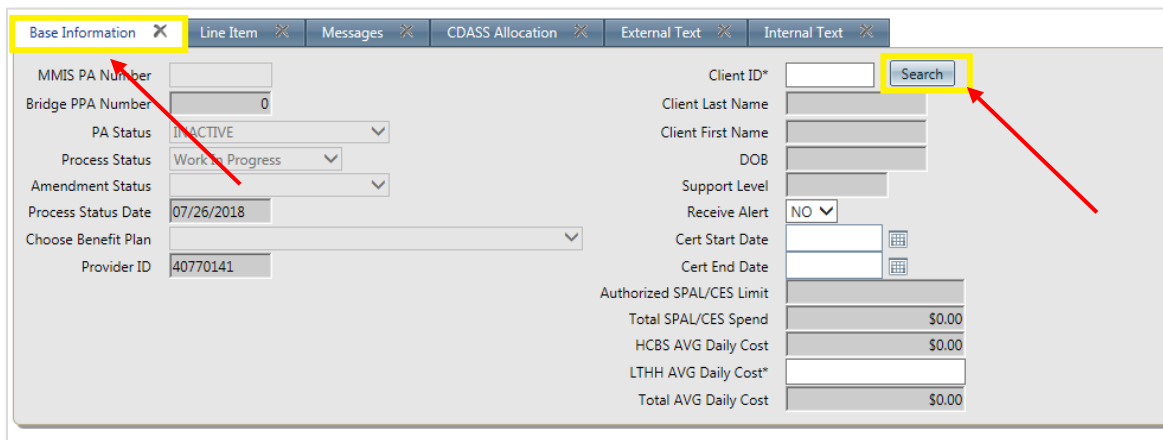 Base Information Line Item Messages CDASS Allocation External Text Internal Text
MMIS PA Number
Bridge PPA Number 0
PA Status INACTIVE
Process Status Work In Progress
Amendment Status
Process Status Date 07/26/2018
Choose Benefit Plan
Provider ID 40770141
Client ID* Search
Client Last Name
Client First Name
DOB
Support Level
Receive Alert NO
Cert Start Date
Cert End Date
Authorized SPAL/CES Limit
Total SPAL/CES Spend $0.00
HCBS AVG Daily Cost $0.00
LTHH AVG Daily Cost*
Total AVG Daily Cost $0.00